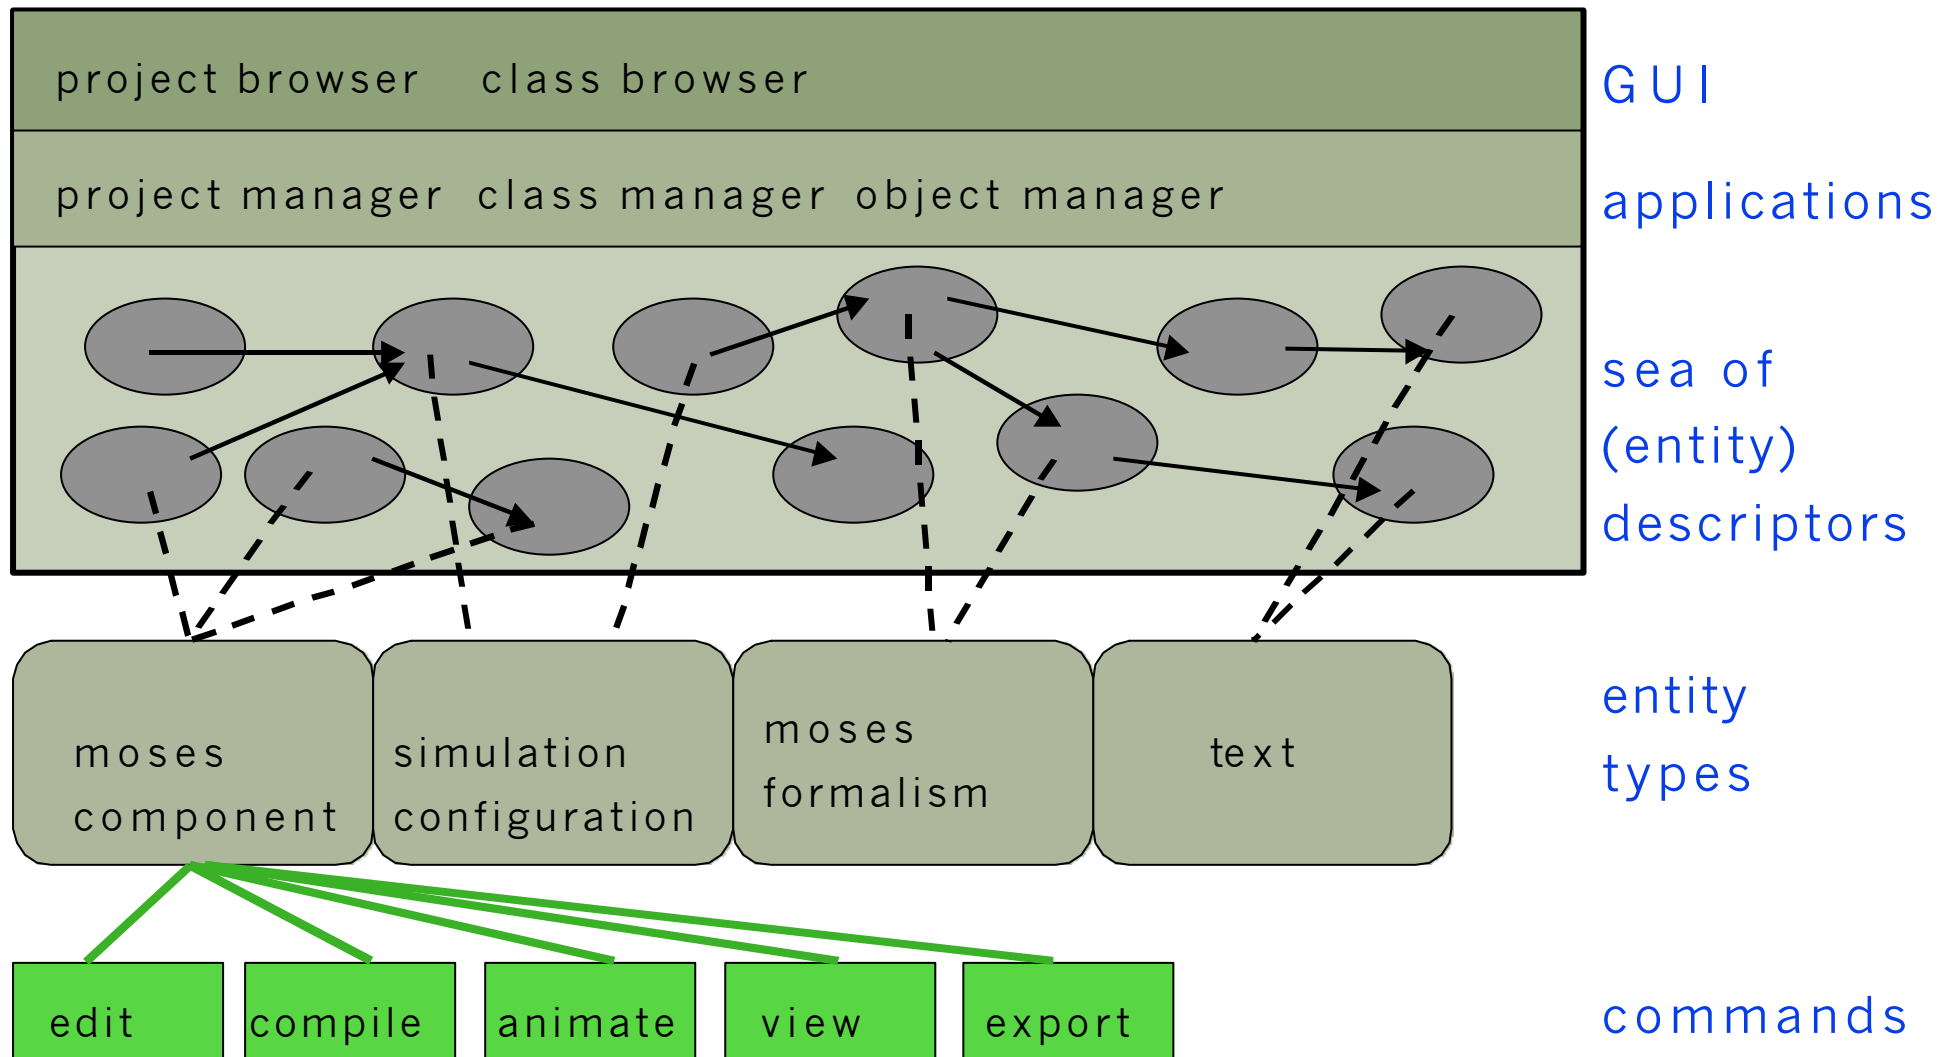 project browser class browser
GUI
project manager class manager object manager
applications
sea of
(entity)
descriptors
moses
component
simulation
configuration
moses
formalism
text
entity
types
edit
compile
animate
view
export
commands